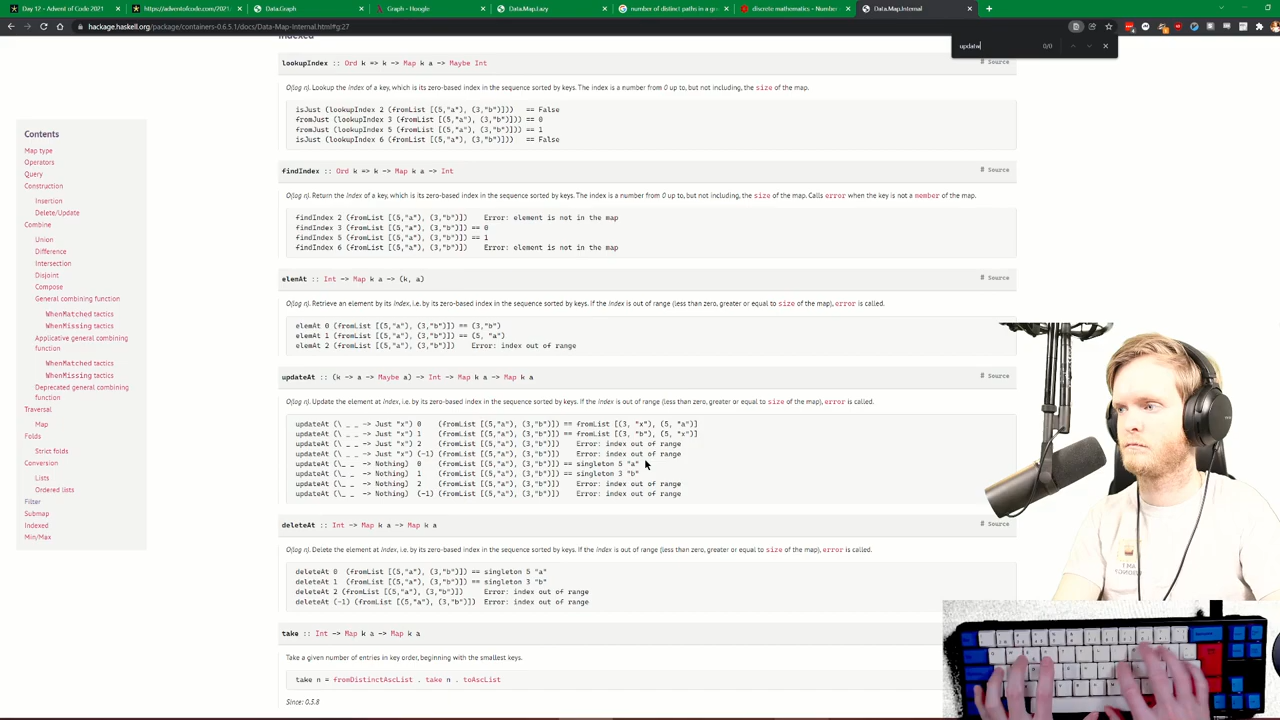 Day 12 - Advent of Code 2021
https://adventofcode.com/2021
Data.Graph
Graph - Hoogle
Data.Map.Lazy
number of distinct paths in a g
discrete mathematics - Number
Data.Map.Internal
hackage.haskell.org/package/containers-0.6.5.1/docs/Data-Map-Internal.html#g:27
updata
0/0
Indexed
lookupIndex :: Ord k => k -> Map k a -> Maybe Int
# Source
O(log n). Lookup the index of a key, which is its zero-based index in the sequence sorted by keys. The index is a number from 0 up to, but not including, the size of the map.
isJust (lookupIndex 2 (fromList [(5,"a"), (3,"b")])) == False
fromJust (lookupIndex 3 (fromList [(5,"a"), (3,"b")])) == 0
fromJust (lookupIndex 5 (fromList [(5,"a"), (3,"b")])) == 1
isJust (lookupIndex 6 (fromList [(5,"a"), (3,"b")])) == False
findIndex :: Ord k => k -> Map k a -> Int
# Source
O(log n). Return the index of a key, which is its zero-based index in the sequence sorted by keys. The index is a number from 0 up to, but not including, the size of the map. Calls error when the key is not a member of the map.
findIndex 2 (fromList [(5,"a"), (3,"b")]) Error: element is not in the map
findIndex 3 (fromList [(5,"a"), (3,"b")]) == 0
findIndex 5 (fromList [(5,"a"), (3,"b")]) == 1
findIndex 6 (fromList [(5,"a"), (3,"b")]) Error: element is not in the map
elemAt :: Int -> Map k a -> (k, a)
# Source
O(log n). Retrieve an element by its index, i.e. by its zero-based index in the sequence sorted by keys. If the index is out of range (less than zero, greater or equal to size of the map), error is called.
elemAt 0 (fromList [(5,"a"), (3,"b")]) == (3,"b")
elemAt 1 (fromList [(5,"a"), (3,"b")]) == (5, "a")
elemAt 2 (fromList [(5,"a"), (3,"b")]) Error: index out of range
updateAt :: (k -> a -> Maybe a) -> Int -> Map k a -> Map k a
# Source
O(log n). Update the element at index, i.e. by its zero-based index in the sequence sorted by keys. If the index is out of range (less than zero, greater or equal to size of the map), error is called.
updateAt (\ _ _ -> Just "x") 0 (fromList [(5,"a"), (3,"b")]) == fromList [(3, "x"), (5, "a")]
updateAt (\ _ _ -> Just "x") 1 (fromList [(5,"a"), (3,"b")]) == fromList [(3, "b"), (5, "x")]
updateAt (\ _ _ -> Just "x") 2 (fromList [(5,"a"), (3,"b")]) Error: index out of range
updateAt (\ _ _ -> Just "x") (-1) (fromList [(5,"a"), (3,"b")]) Error: index out of range
updateAt (\_ _ -> Nothing) 0 (fromList [(5,"a"), (3,"b")]) == singleton 5 "a"
updateAt (\_ _ -> Nothing) 1 (fromList [(5,"a"), (3,"b")]) == singleton 3 "b"
updateAt (\_ _ -> Nothing) 2 (fromList [(5,"a"), (3,"b")]) Error: index out of range
updateAt (\_ _ -> Nothing) (-1) (fromList [(5,"a"), (3,"b")]) Error: index out of range
deleteAt :: Int -> Map k a -> Map k a
# Source
O(log n). Delete the element at index, i.e. by its zero-based index in the sequence sorted by keys. If the index is out of range (less than zero, greater or equal to size of the map), error is called.
deleteAt 0 (fromList [(5,"a"), (3,"b")]) == singleton 5 "a"
deleteAt 1 (fromList [(5,"a"), (3,"b")]) == singleton 3 "b"
deleteAt 2 (fromList [(5,"a"), (3,"b")]) Error: index out of range
deleteAt (-1) (fromList [(5,"a"), (3,"b")]) Error: index out of range
take :: Int -> Map k a -> Map k a
Take a given number of entries in key order, beginning with the smallest keys.
take n = fromDistinctAscList . take n . toAscList
Since: 0.5.8
Contents
Map type
Operators
Query
Construction
Insertion
Delete/Update
Combine
Union
Difference
Intersection
Disjoint
Compose
General combining function
WhenMatched tactics
WhenMissing tactics
Applicative general combining
function
WhenMatched tactics
WhenMissing tactics
Deprecated general combining
function
Traversal
Map
Folds
Strict folds
Conversion
Lists
Ordered lists
Filter
Submap
Indexed
Min/Max